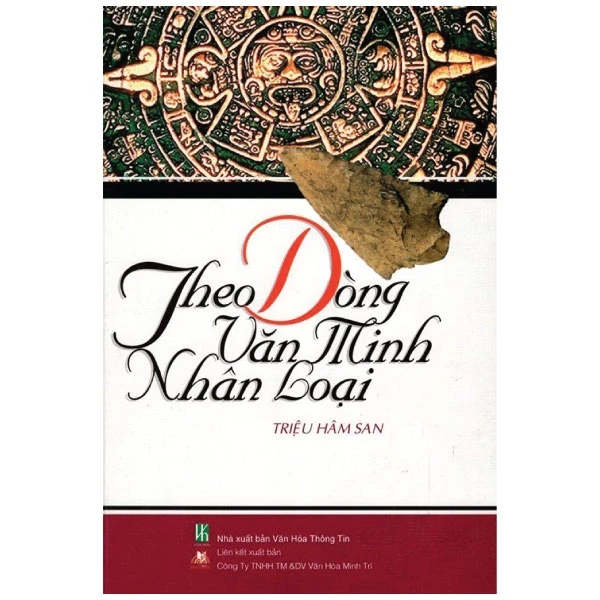 Theo Dòng
Văn Minh
Nhân Loại
TRIỆU HÂM SAN
Nhà xuất bản Văn Hóa Thông Tin
Liên kết xuất bản
Công Ty TNHH TM &DV Văn Hóa Minh Trí